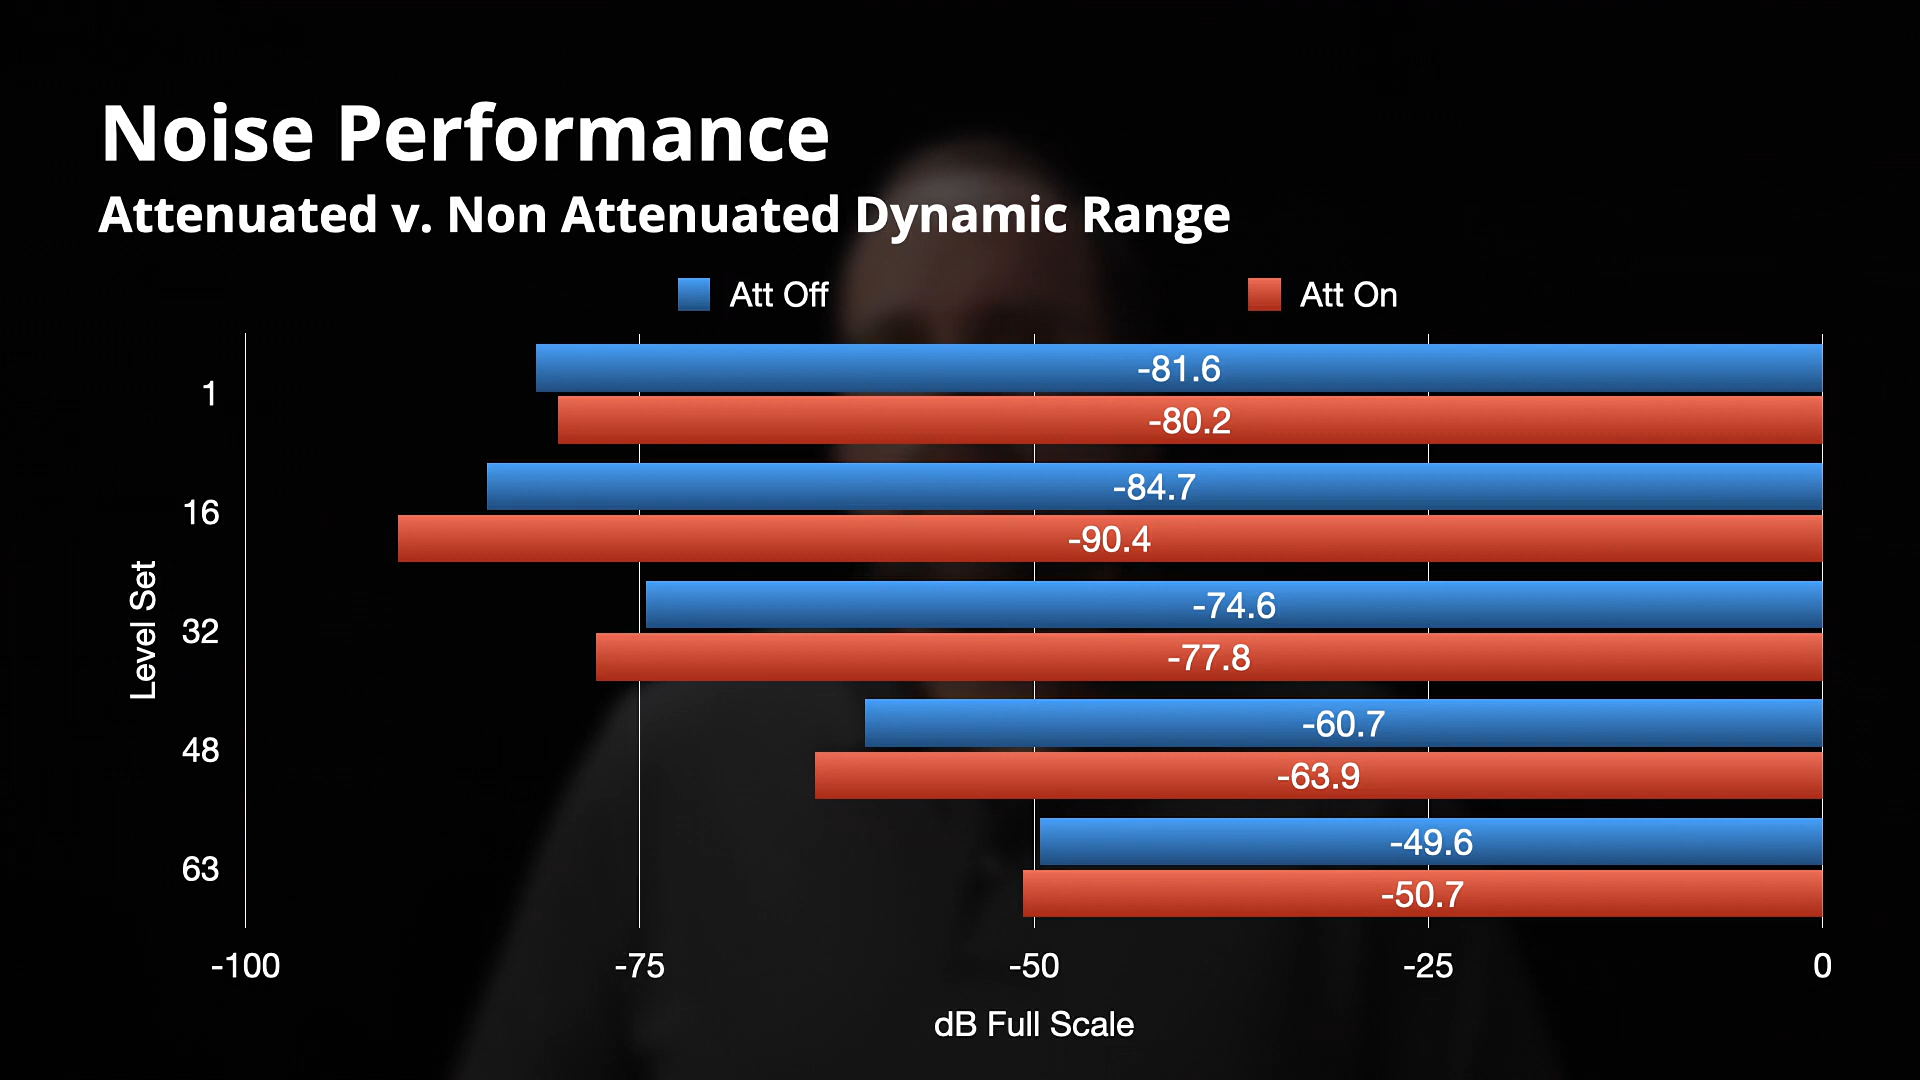 Noise Performance
Attenuated v. Non Attenuated Dynamic Range
Att Off
Att On
Level Set
1
-81.6
-80.2
16
-84.7
-90.4
32
-74.6
-77.8
48
-60.7
-63.9
63
-49.6
-50.7
-100 -75 -50 -25 0
dB Full Scale